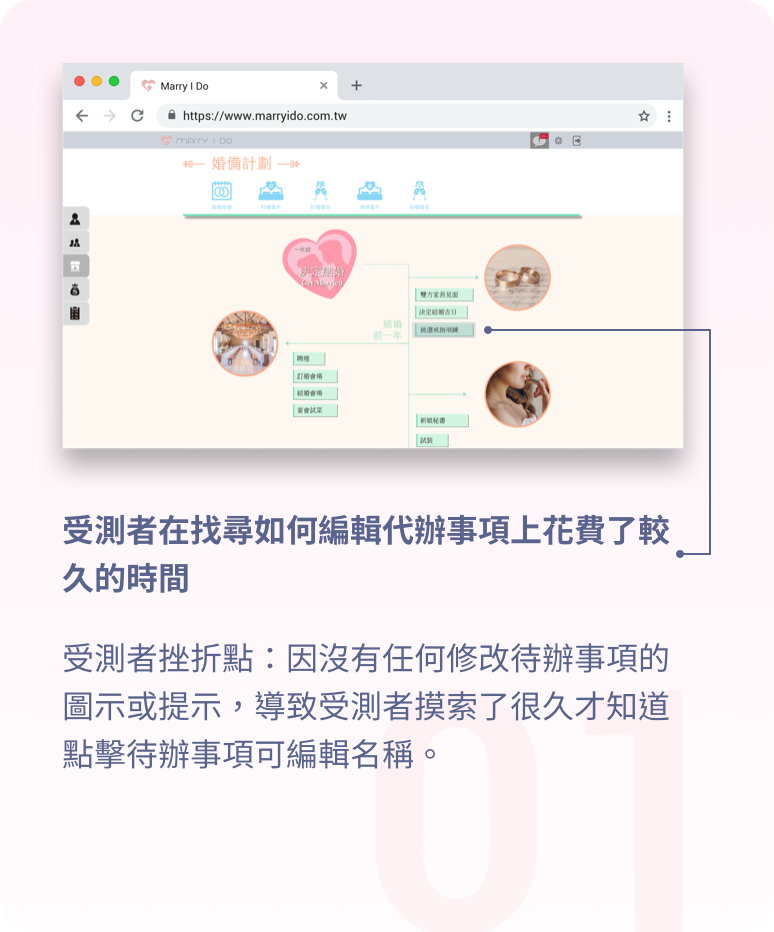 Marry I Do
https://www.marryido.com.tw
MARRY I DO
婚備計劃
一年前
決定結婚
Get Married
雙方家長見面
決定結婚吉日
挑選戒指項鍊
結婚
前一年
聘禮
訂婚會場
結婚會場
宴會試菜
新娘秘書
試裝
受測者在找尋如何編輯代辦事項上花費了較
久的時間
受測者挫折點：因沒有任何修改待辦事項的
圖示或提示，導致受測者摸索了很久才知道
點擊待辦事項可編輯名稱。
01